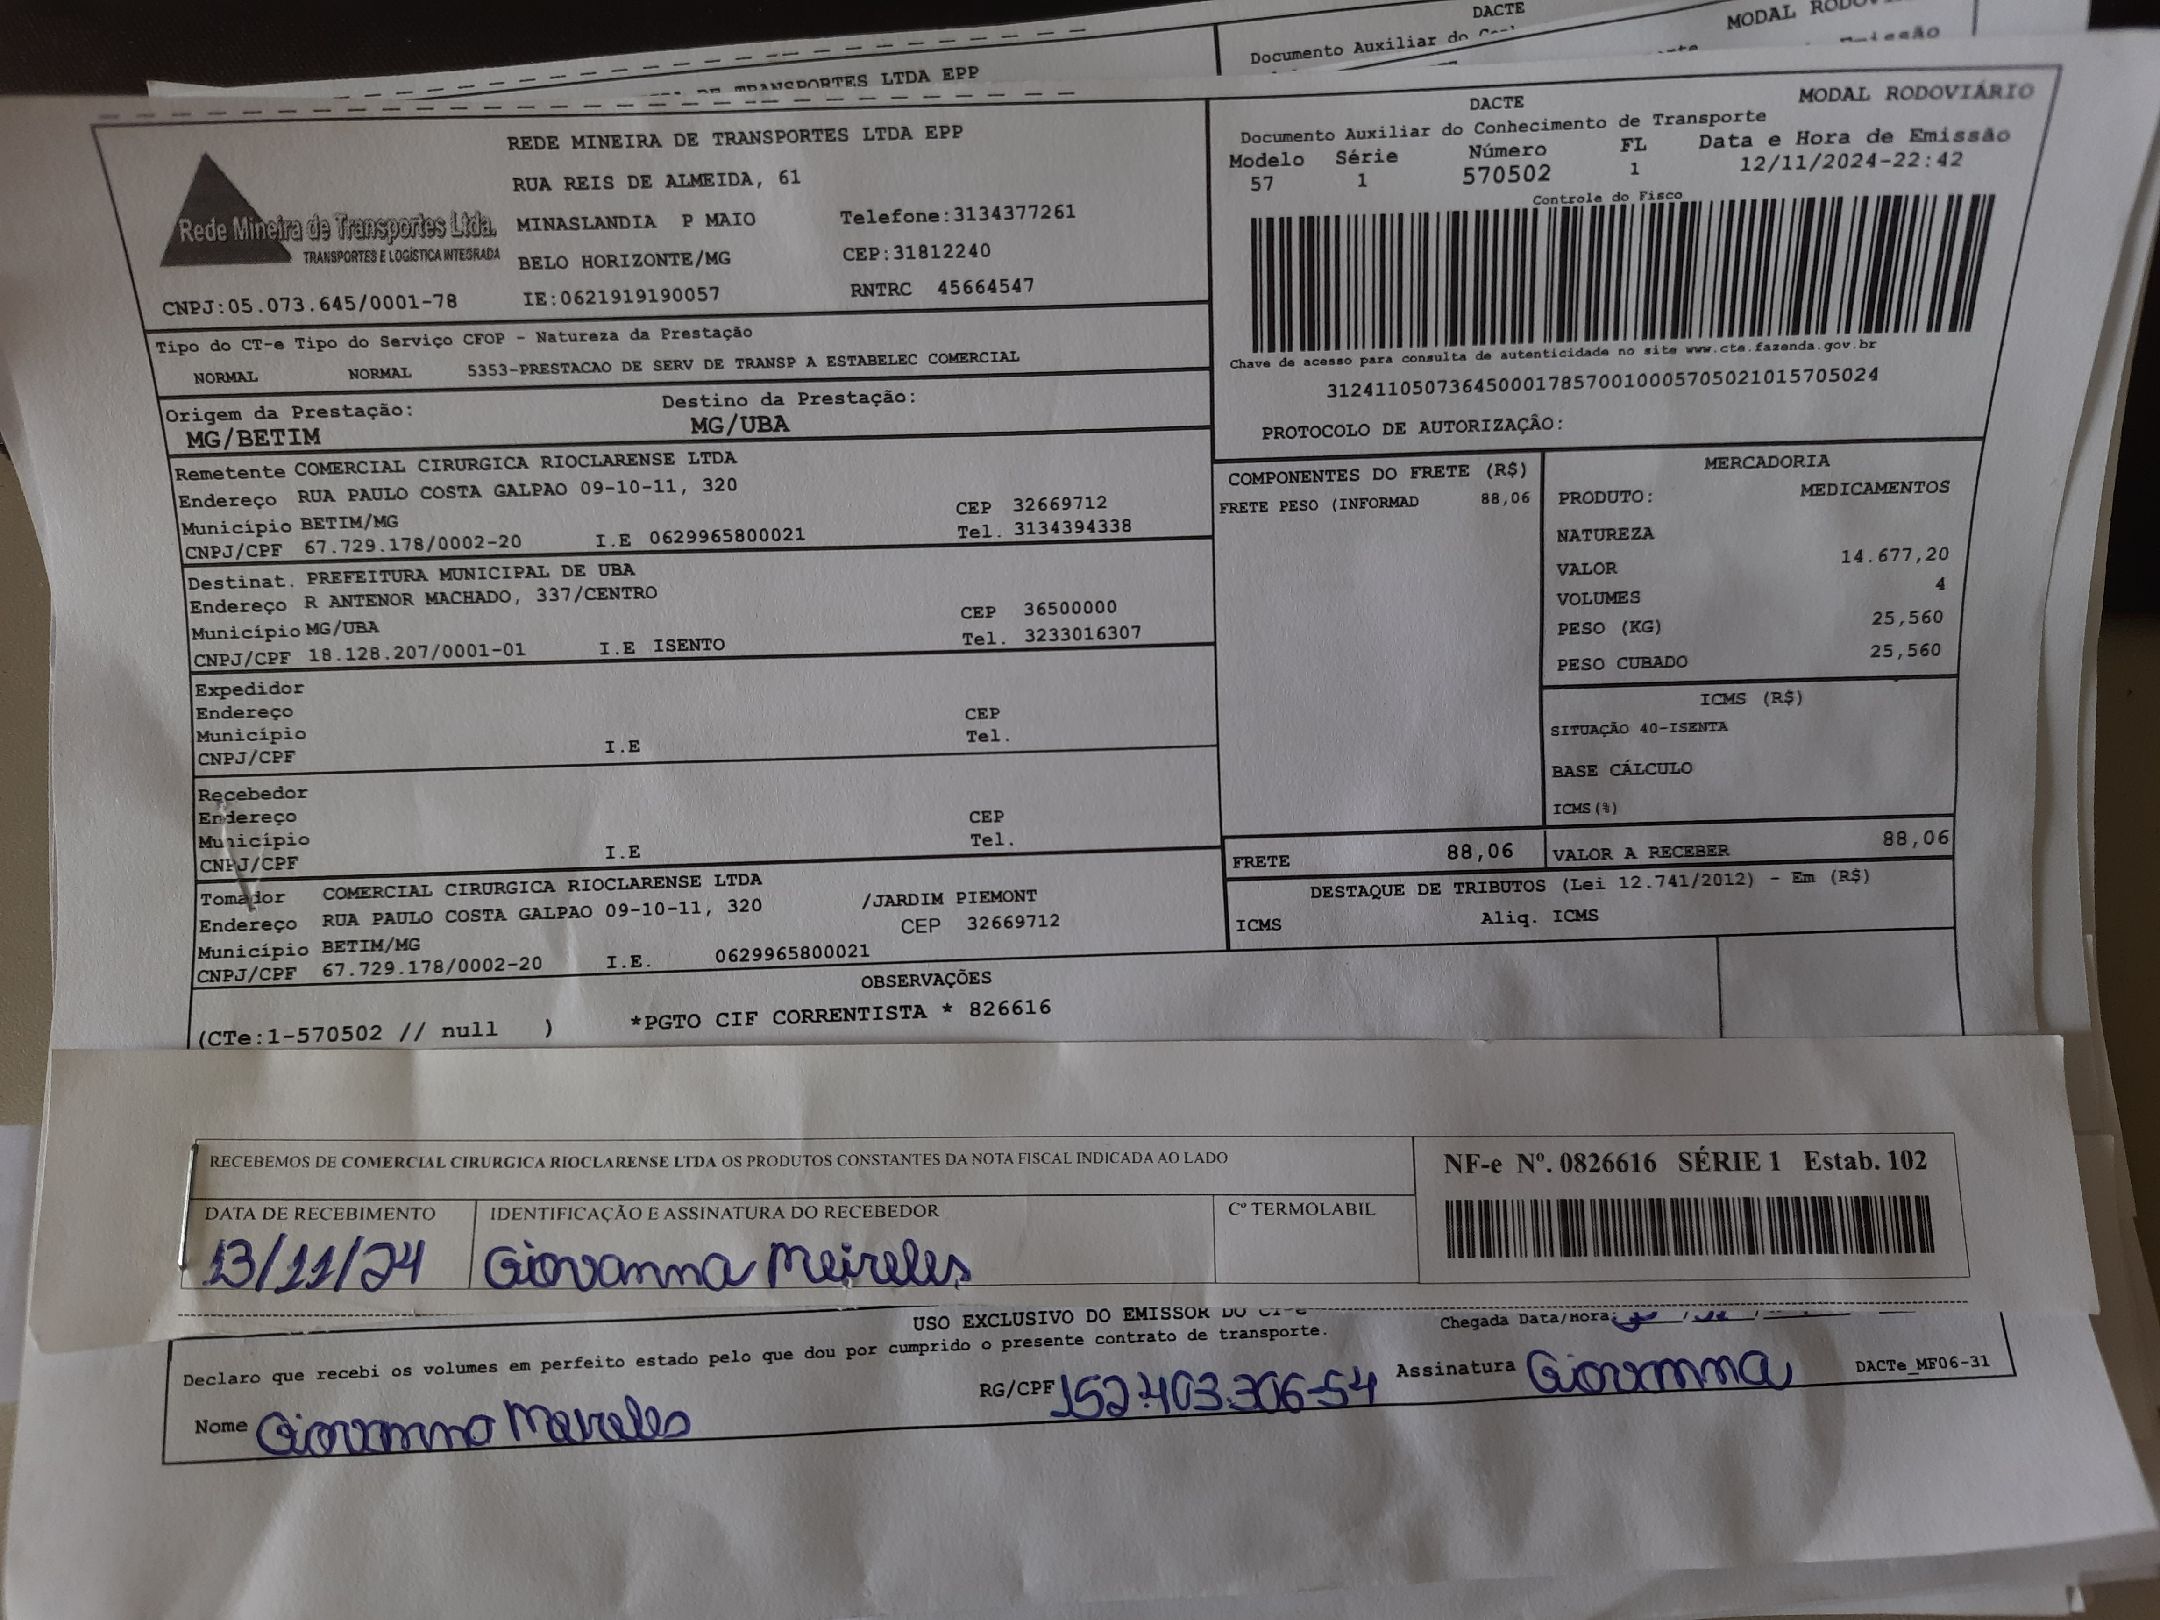 DACTE
MODAL RODOVIÁRIO
Documento Auxiliar do
TRANSPORTES LTDA EPP
REDE MINEIRA DE TRANSPORTES LTDA EPP
RUA REIS DE ALMEIDA, 61
MINASLANDIA P MAIO Telefone:3134377261
BELO HORIZONTE/MG CEP:31812240
IE:0621919190057 RNTRC 45664547
Rede Mineira de Transportes Ltda.
TRANSPORTES E LOGÍSTICA INTEGRADA
CNPJ:05.073.645/0001-78
DACTE MODAL RODOVIÁRIO
Documento Auxiliar do Conhecimento de Transporte
Modelo Série Número FL Data e Hora de Emissão
57 1 570502 1 12/11/2024-22:42
Controle do Fisco
Chave de acesso para consulta de autenticidade no site www.cte.fazenda.gov.br
31241105073645000178570010005705021015705024
PROTOCOLO DE AUTORIZAÇÂO:
Tipo do CT-e Tipo do Serviço CFOP - Natureza da Prestação
NORMAL NORMAL 5353-PRESTACAO DE SERV DE TRANSP A ESTABELEC COMERCIAL
Origem da Prestação: Destino da Prestação:
MG/BETIM MG/UBA
Remetente COMERCIAL CIRURGICA RIOCLARENSE LTDA
Endereço RUA PAULO COSTA GALPAO 09-10-11, 320
Município BETIM/MG CEP 32669712
CNPJ/CPF 67.729.178/0002-20 I.E 0629965800021 Tel. 3134394338
Destinat. PREFEITURA MUNICIPAL DE UBA
Endereço R ANTENOR MACHADO, 337/CENTRO
Município MG/UBA CEP 36500000
CNPJ/CPF 18.128.207/0001-01 I.E ISENTO Tel. 3233016307
Expedidor
Endereço
Município CEP
CNPJ/CPF I.E Tel.
Recebedor
Endereço
Município CEP
CNPJ/CPF I.E Tel.
Tomador COMERCIAL CIRURGICA RIOCLARENSE LTDA
Endereço RUA PAULO COSTA GALPAO 09-10-11, 320 /JARDIM PIEMONT
Município BETIM/MG CEP 32669712
CNPJ/CPF 67.729.178/0002-20 I.E. 0629965800021
COMPONENTES DO FRETE (R$)
FRETE PESO (INFORMAD 88,06
MERCADORIA
PRODUTO: MEDICAMENTOS
NATUREZA
VALOR 14.677,20
VOLUMES 4
PESO (KG) 25,560
PESO CUBADO 25,560
ICMS (R$)
SITUAÇÃO 40-ISENTA
BASE CÁLCULO
ICMS(%)
FRETE 88,06 VALOR A RECEBER 88,06
DESTAQUE DE TRIBUTOS (Lei 12.741/2012) - Em (R$)
ICMS Aliq. ICMS
OBSERVAÇÕES
(CTe:1-570502 // null ) *PGTO CIF CORRENTISTA * 826616
RECEBEMOS DE COMERCIAL CIRURGICA RIOCLARENSE LTDA OS PRODUTOS CONSTANTES DA NOTA FISCAL INDICADA AO LADO
NF-e Nº. 0826616 SÉRIE 1 Estab. 102
DATA DE RECEBIMENTO IDENTIFICAÇÃO E ASSINATURA DO RECEBEDOR Cº TERMOLABIL
13/11/24 Giovanna Meireles
USO EXCLUSIVO DO EMISSOR DO CT-e
Chegada Data/Hora:
Declaro que recebi os volumes em perfeito estado pelo que dou por cumprido o presente contrato de transporte.
Nome Giovanna Meireles RG/CPF 152.403.306-54 Assinatura Giovanna DACTe_MF06-31